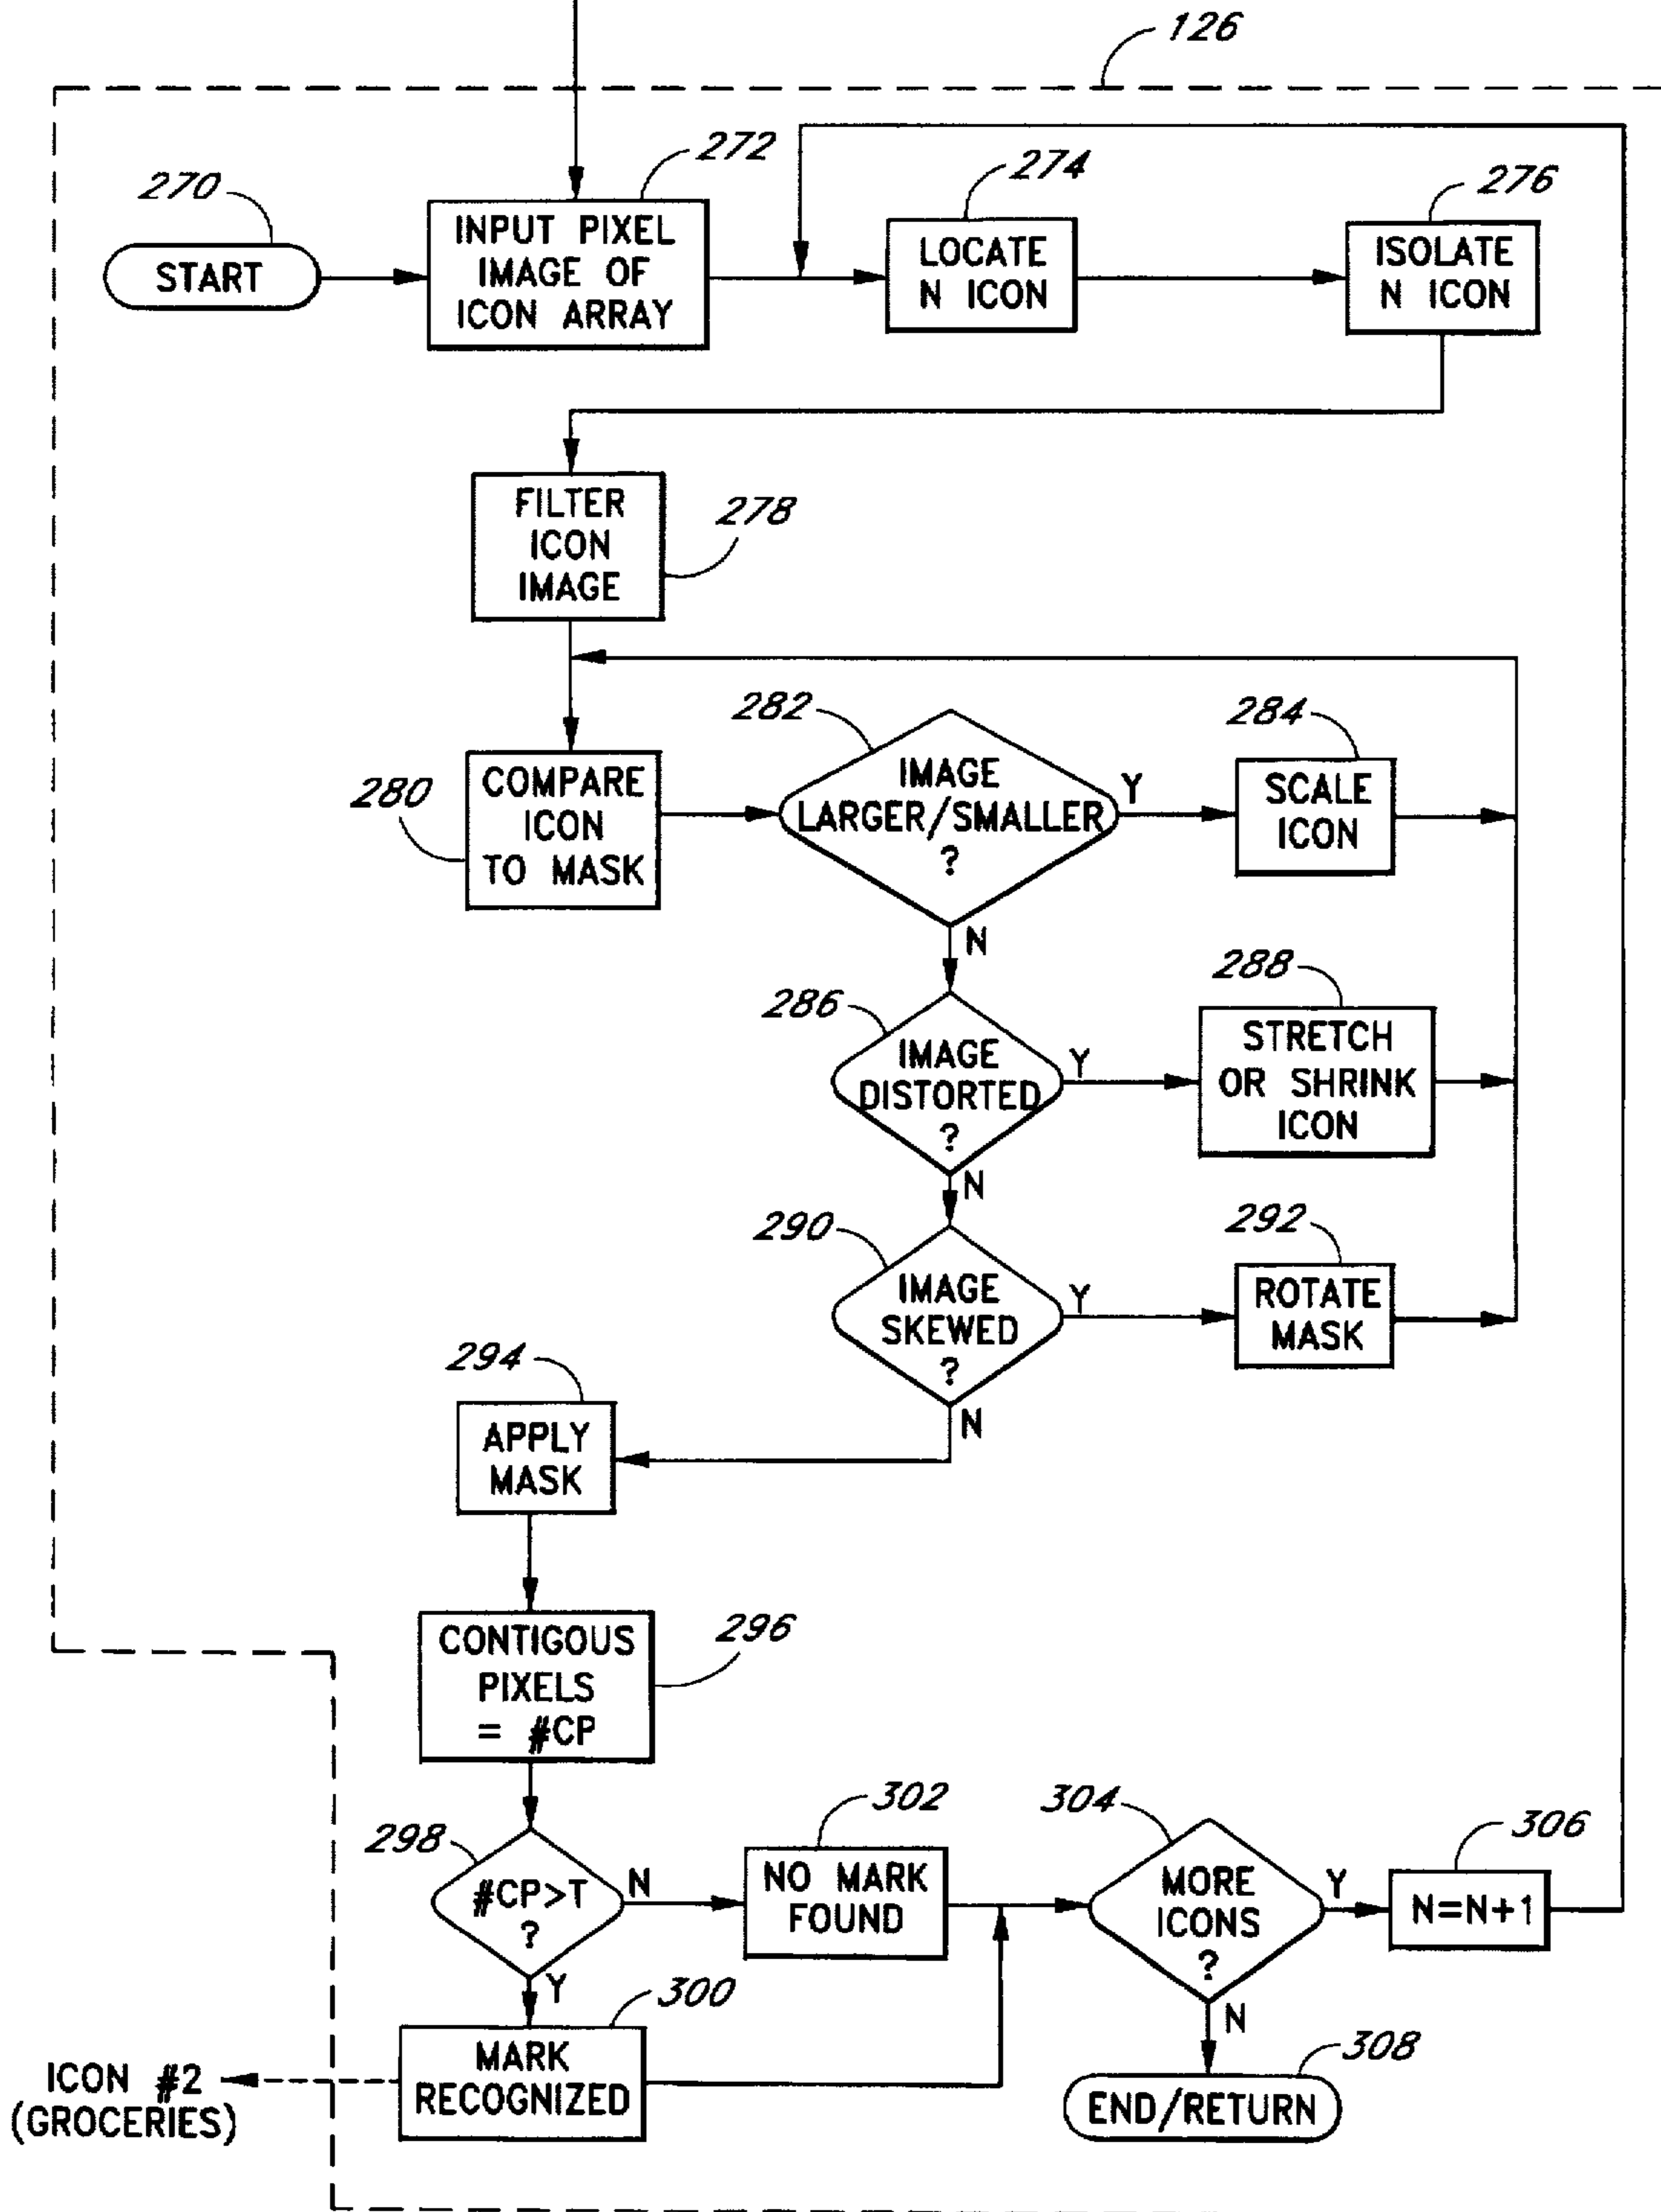 126
270
START
272
INPUT PIXEL
IMAGE OF
ICON ARRAY
274
LOCATE
N ICON
276
ISOLATE
N ICON
278
FILTER
ICON
IMAGE
280
COMPARE
ICON
TO MASK
282
IMAGE
LARGER/SMALLER
?
Y
N
284
SCALE
ICON
286
IMAGE
DISTORTED
?
Y
N
288
STRETCH
OR SHRINK
ICON
290
IMAGE
SKEWED
?
Y
N
292
ROTATE
MASK
294
APPLY
MASK
296
CONTIGOUS
PIXELS
= #CP
298
#CP>T
?
N
Y
302
NO MARK
FOUND
300
MARK
RECOGNIZED
ICON #2
(GROCERIES)
304
MORE
ICONS
?
Y
N
306
N=N+1
308
END/RETURN